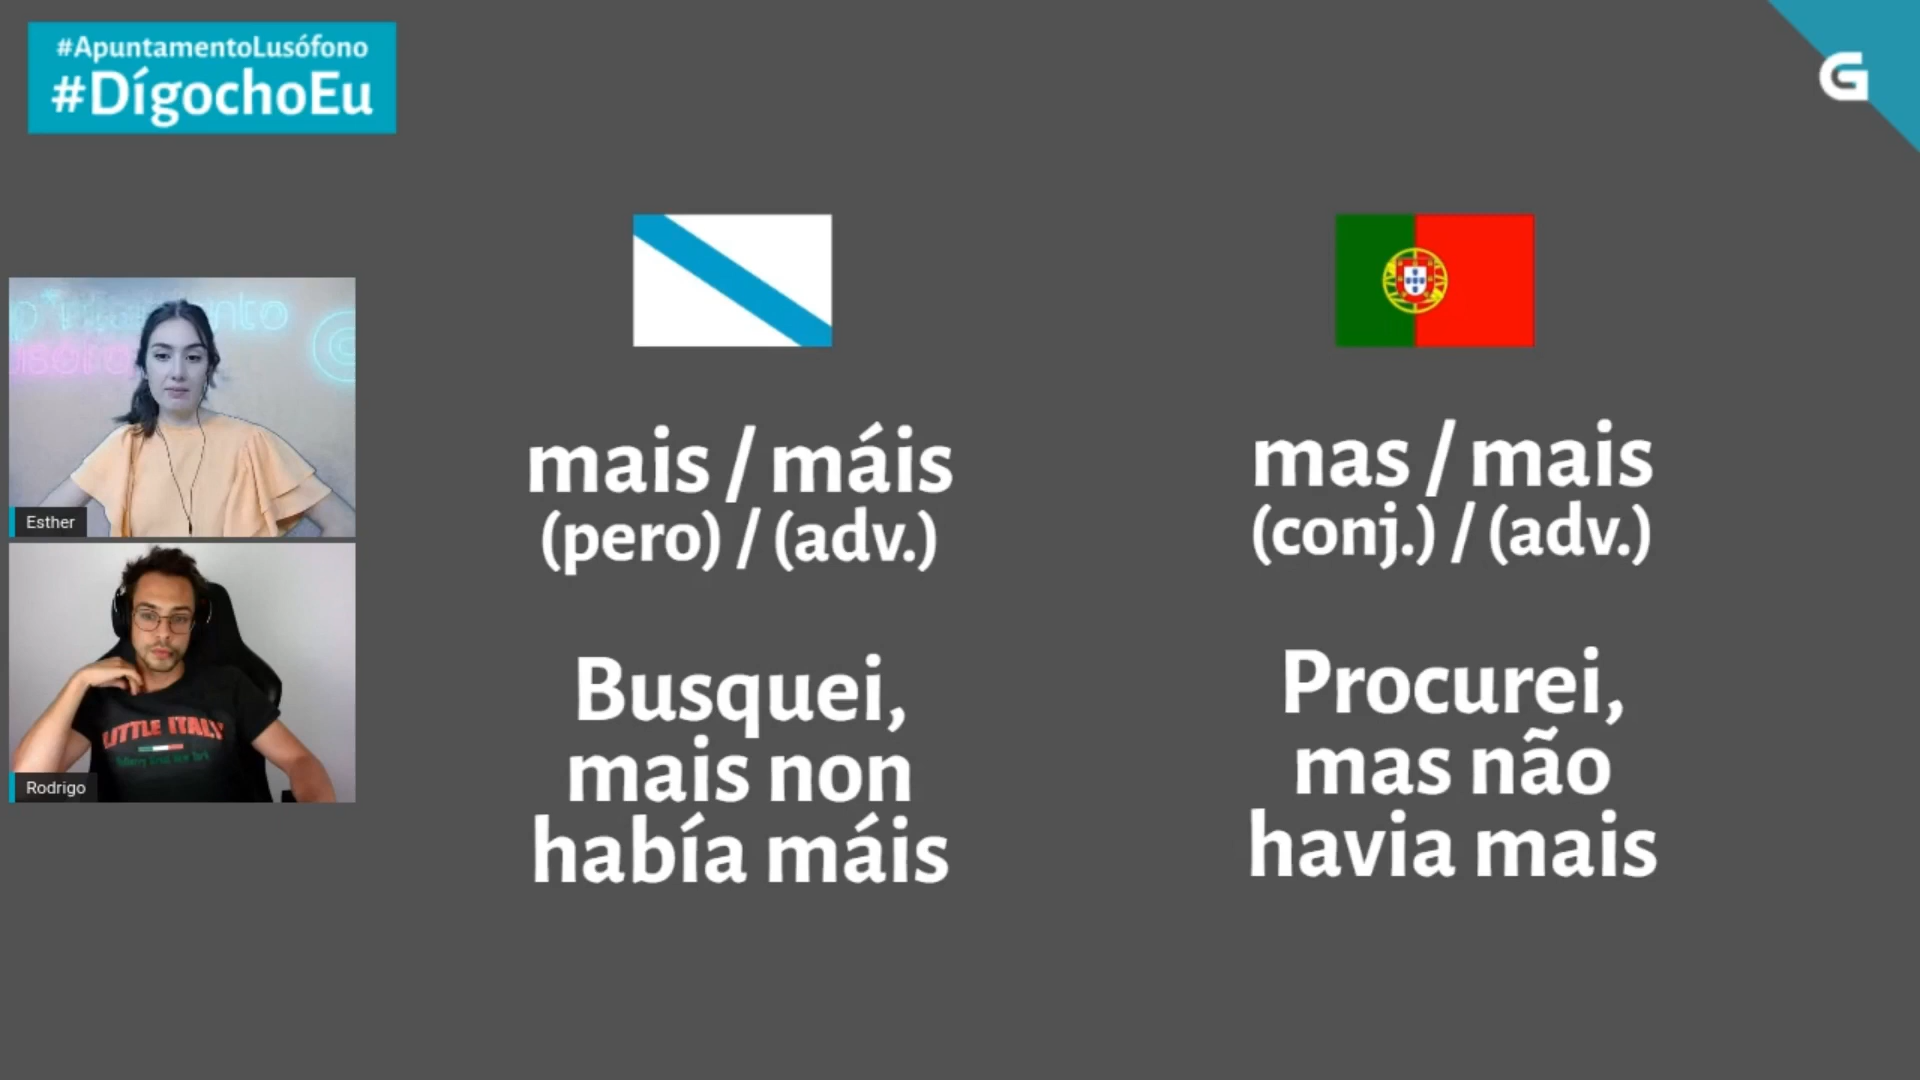 #ApuntamentoLusófono
#DígochoEu
G
mais / máis
(pero) / (adv.)
Busquei,
mais non
había máis
mas / mais
(conj.) / (adv.)
Procurei,
mas não
havia mais
Esther
LITTLE ITALY
Rodrigo